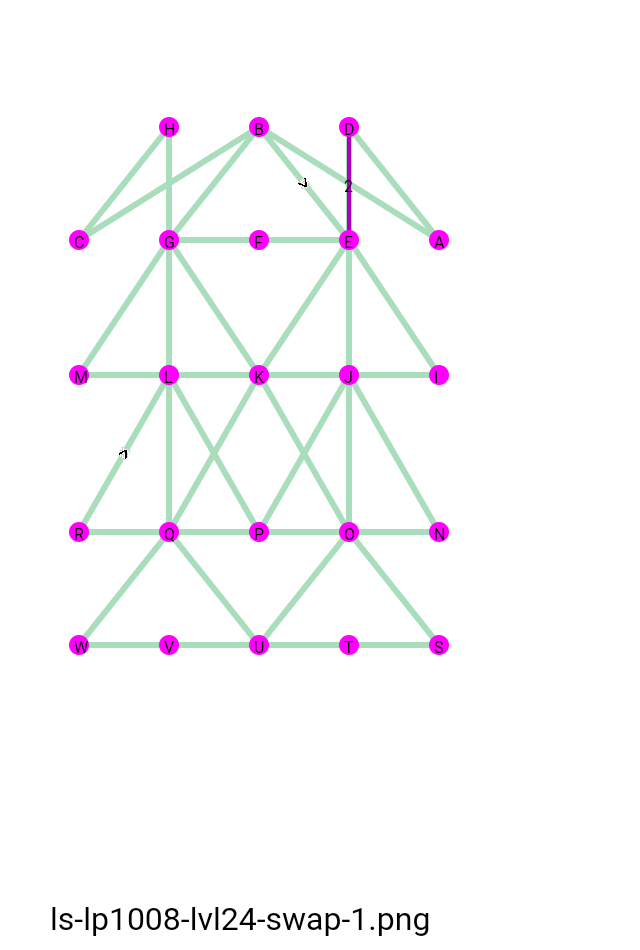 H B D
2
C G F E A
M L K J I
R Q P O N
W V U T S
ls-lp1008-lvl24-swap-1.png